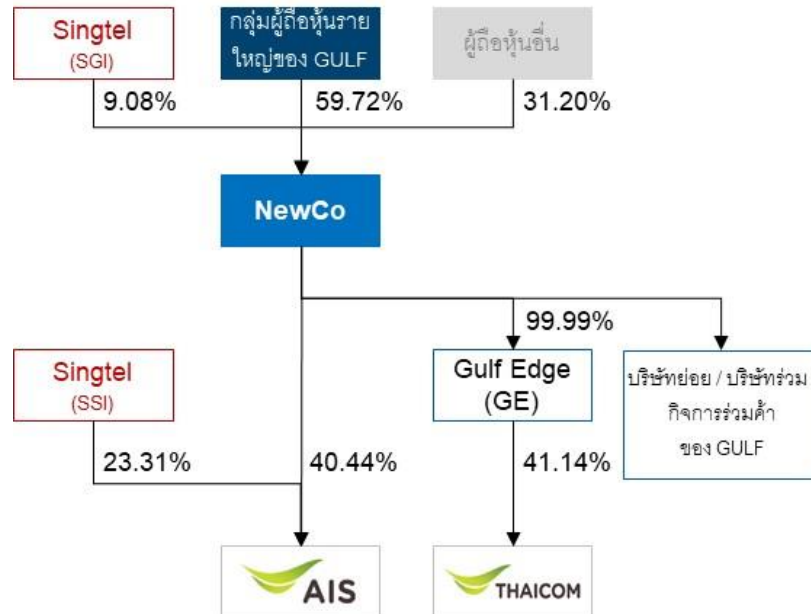 Singtel
(SGI)
กลุ่มผู้ถือหุ้นราย
ใหญ่ของ GULF
ผู้ถือหุ้นอื่น
9.08%
59.72%
31.20%
NewCo
99.99%
Singtel
(SSI)
Gulf Edge
(GE)
บริษัทย่อย / บริษัทร่วม
กิจการร่วมค้า
ของ GULF
23.31%
40.44%
41.14%
AIS
THAICOM